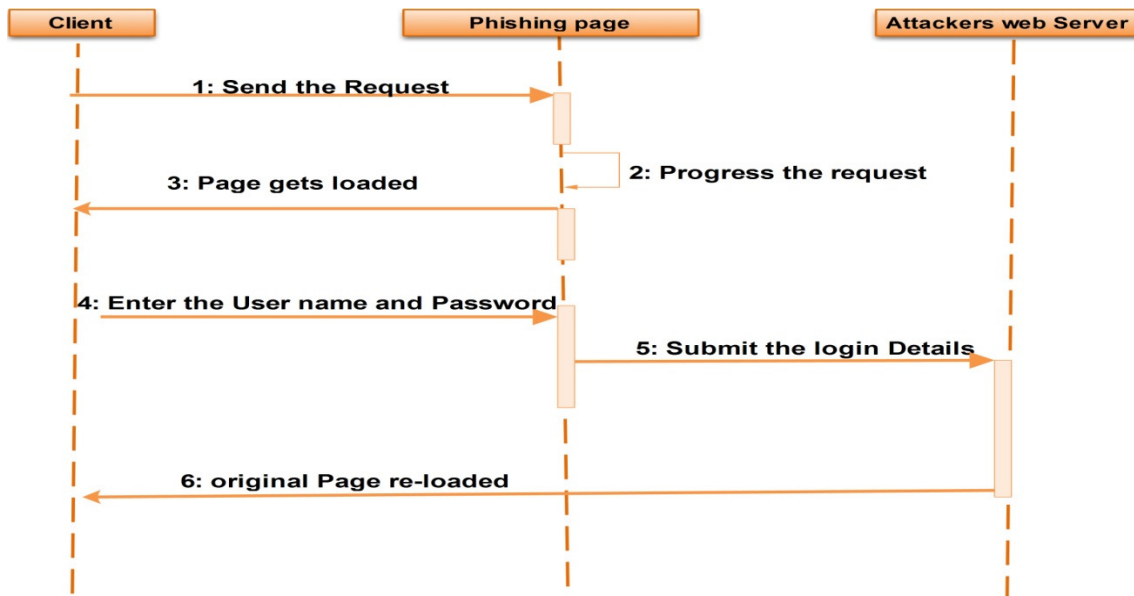 Client
Phishing page
Attackers web Server
1: Send the Request
2: Progress the request
3: Page gets loaded
4: Enter the User name and Password
5: Submit the login Details
6: original Page re-loaded